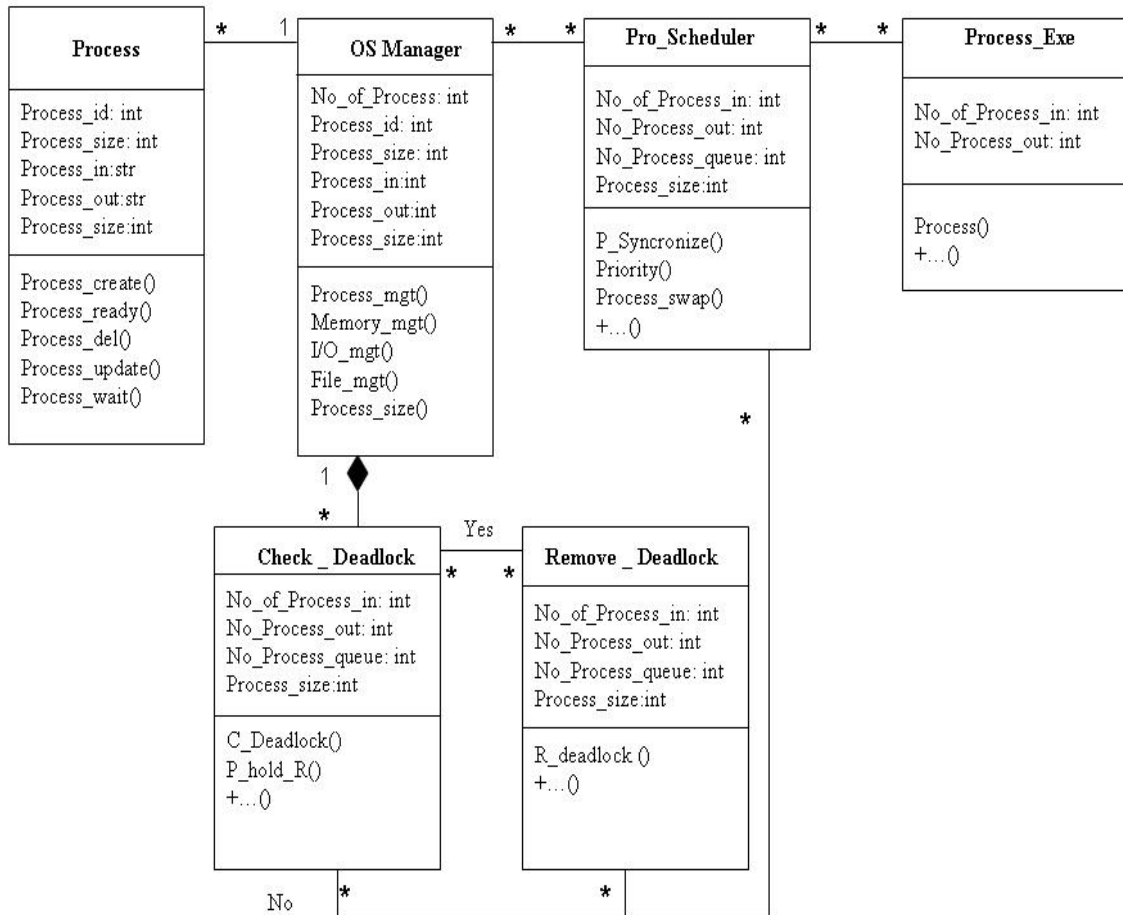 Process
Process_id: int
Process_size: int
Process_in:str
Process_out:str
Process_size:int
Process_create()
Process_ready()
Process_del()
Process_update()
Process_wait()
*
1
OS Manager
No_of_Process: int
Process_id: int
Process_size: int
Process_in:int
Process_out:int
Process_size:int
Process_mgt()
Memory_mgt()
I/O_mgt()
File_mgt()
Process_size()
*
*
Pro_Scheduler
No_of_Process_in: int
No_Process_out: int
No_Process_queue: int
Process_size:int
P_Syncronize()
Priority()
Process_swap()
+...()
*
*
Process_Exe
No_of_Process_in: int
No_Process_out: int
Process()
+...()
*
1
*
Check _ Deadlock
No_of_Process_in: int
No_Process_out: int
No_Process_queue: int
Process_size:int
C_Deadlock()
P_hold_R()
+...()
Yes
*
*
Remove _ Deadlock
No_of_Process_in: int
No_Process_out: int
No_Process_queue: int
Process_size:int
R_deadlock ()
+...()
No
*
*